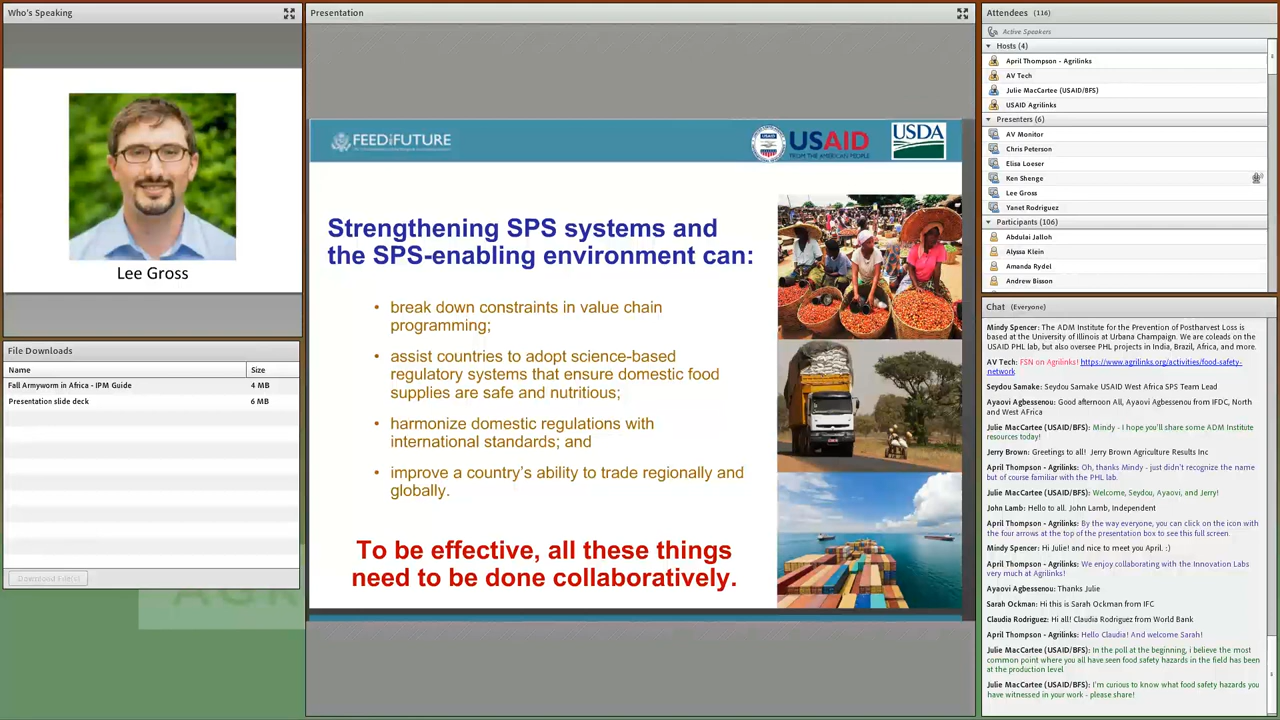 Who's Speaking
Lee Gross
File Downloads
Name
Size
Fall Armyworm in Africa - IPM Guide
4 MB
Presentation slide deck
6 MB
Download File(s)
Presentation
FEED THE FUTURE
USAID
FROM THE AMERICAN PEOPLE
USDA
Strengthening SPS systems and
the SPS-enabling environment can:
• break down constraints in value chain
programming;
• assist countries to adopt science-based
regulatory systems that ensure domestic food
supplies are safe and nutritious;
• harmonize domestic regulations with
international standards; and
• improve a country's ability to trade regionally and
globally.
To be effective, all these things
need to be done collaboratively.
Attendees (116)
Active Speakers
Hosts (4)
April Thompson - Agrilinks
AV Tech
Julie MacCartee (USAID/BFS)
USAID Agrilinks
Presenters (6)
AV Monitor
Chris Peterson
Elisa Loeser
Ken Shenge
Lee Gross
Yanet Rodriguez
Participants (106)
Abdulai Jalloh
Alyssa Klein
Amanda Rydel
Andrew Bisson
Chat (Everyone)
Mindy Spencer: The ADM Institute for the Prevention of Postharvest Loss is
based at the University of Illinois at Urbana Champaign. We are coleads on the
USAID PHL lab, but also oversee PHL projects in India, Brazil, Africa, and more.
AV Tech: FSN on Agrilinks! https://www.agrilinks.org/activities/food-safety-
network
Seydou Samake: Seydou Samake USAID West Africa SPS Team Lead
Ayaovi Agbessenou: Good afternoon All, Ayaovi Agbessenou from IFDC, North
and West AFrica
Julie MacCartee (USAID/BFS): Mindy - I hope you'll share some ADM Institute
resources today!
Jerry Brown: Greetings to all! Jerry Brown Agriculture Results Inc
April Thompson - Agrilinks: Oh, thanks Mindy - just didn't recognize the name
but of course familiar with the PHL lab.
Julie MacCartee (USAID/BFS): Welcome, Seydou, Ayaovi, and Jerry!
John Lamb: Hello to all. John Lamb, Independent
April Thompson - Agrilinks: By the way everyone, you can click on the icon with
the four arrows at the top of the presentation box to see this full screen.
Mindy Spencer: Hi Julie! and nice to meet you April. :)
April Thompson - Agrilinks: We enjoy collaborating with the Innovation Labs
very much at Agrilinks!
Ayaovi Agbessenou: Thanks Julie
Sarah Ockman: Hi this is Sarah Ockman from IFC
Claudia Rodriguez: Hi all! Claudia Rodriguez from World Bank
April Thompson - Agrilinks: Hello Claudia! And welcome Sarah!
Julie MacCartee (USAID/BFS): In the poll at the beginning, i believe the most
common point where you all have seen food safety hazards in the field has been
at the production level
Julie MacCartee (USAID/BFS): I'm curious to know what food safety hazards you
have witnessed in your work - please share!